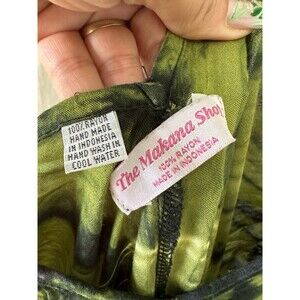 100% RAYON
HAND MADE
IN INDONESIA
HAND WASH IN
COOL WATER
The Makana Shop
100% RAYON
MADE IN INDONESIA